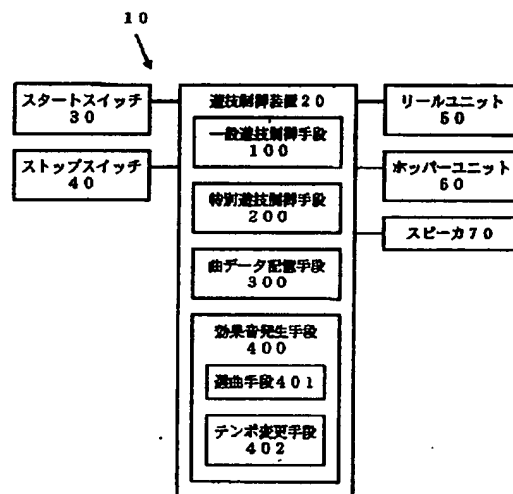 10
スタートスイッチ
30
ストップスイッチ
40
遊技制御装置20
一般遊技制御手段
100
特別遊技制御手段
200
曲データ記憶手段
300
効果音発生手段
400
選曲手段401
テンポ変更手段
402
リールユニット
50
ホッパーユニット
60
スピーカ70